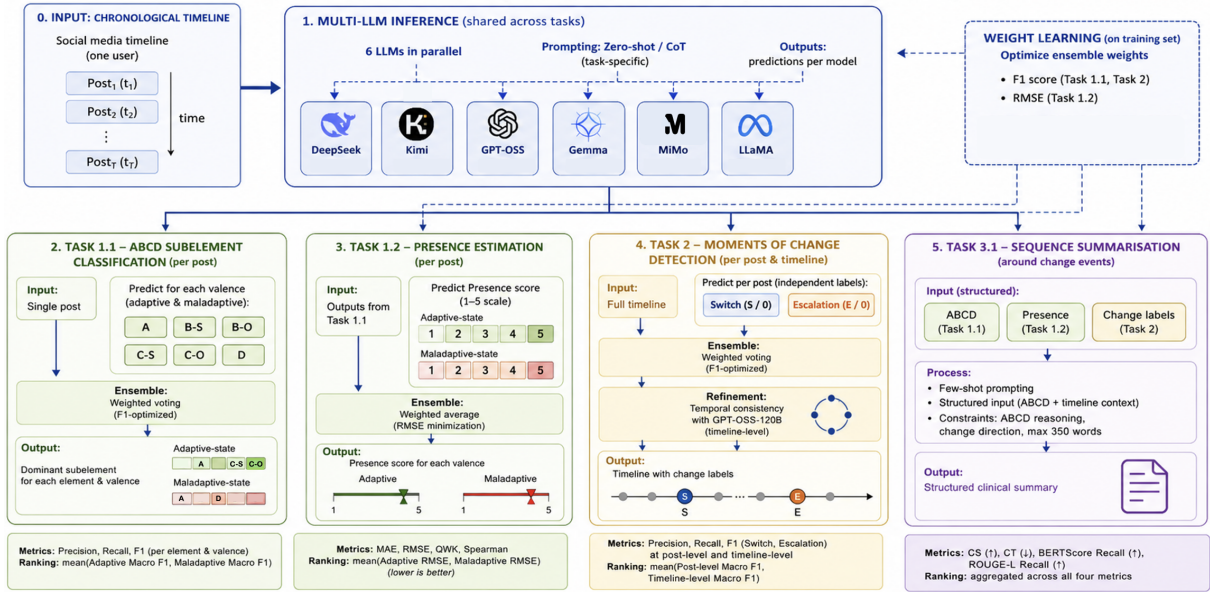 0. INPUT: CHRONOLOGICAL TIMELINE
Social media timeline
(one user)
Post₁ (t₁)
Post₂ (t₂)
⋮
Post_T (t_T)
time
1. MULTI-LLM INFERENCE (shared across tasks)
6 LLMs in parallel
Prompting: Zero-shot / CoT
(task-specific)
Outputs:
predictions per model
DeepSeek
Kimi
GPT-OSS
Gemma
MiMo
LLaMA
WEIGHT LEARNING (on training set)
Optimize ensemble weights
• F1 score (Task 1.1, Task 2)
• RMSE (Task 1.2)
2. TASK 1.1 – ABCD SUBELEMENT
CLASSIFICATION (per post)
Input:
Single post
Predict for each valence
(adaptive & maladaptive):
A B-S B-O
C-S C-O D
Ensemble:
Weighted voting
(F1-optimized)
Output:
Dominant subelement
for each element & valence
Adaptive-state
A C-S C-O
Maladaptive-state
A D
Metrics: Precision, Recall, F1 (per element & valence)
Ranking: mean(Adaptive Macro F1, Maladaptive Macro F1)
3. TASK 1.2 – PRESENCE ESTIMATION
(per post)
Input:
Outputs from
Task 1.1
Predict Presence score
(1–5 scale)
Adaptive-state
1 2 3 4 5
Maladaptive-state
1 2 3 4 5
Ensemble:
Weighted average
(RMSE minimization)
Output:
Presence score for each valence
Adaptive
1 5
Maladaptive
1 5
Metrics: MAE, RMSE, QWK, Spearman
Ranking: mean(Adaptive RMSE, Maladaptive RMSE)
(lower is better)
4. TASK 2 – MOMENTS OF CHANGE
DETECTION (per post & timeline)
Input:
Full timeline
Predict per post (independent labels):
Switch (S / 0)
Escalation (E / 0)
Ensemble:
Weighted voting
(F1-optimized)
Refinement:
Temporal consistency
with GPT-OSS-120B
(timeline-level)
Output:
Timeline with change labels
S ... E
S E
Metrics: Precision, Recall, F1 (Switch, Escalation)
at post-level and timeline-level
Ranking: mean(Post-level Macro F1,
Timeline-level Macro F1)
5. TASK 3.1 – SEQUENCE SUMMARISATION
(around change events)
Input (structured):
ABCD
(Task 1.1)
Presence
(Task 1.2)
Change labels
(Task 2)
Process:
• Few-shot prompting
• Structured input (ABCD + timeline context)
• Constraints: ABCD reasoning,
change direction, max 350 words
Output:
Structured clinical summary
Metrics: CS (↑), CT (↓), BERTScore Recall (↑),
ROUGE-L Recall (↑)
Ranking: aggregated across all four metrics